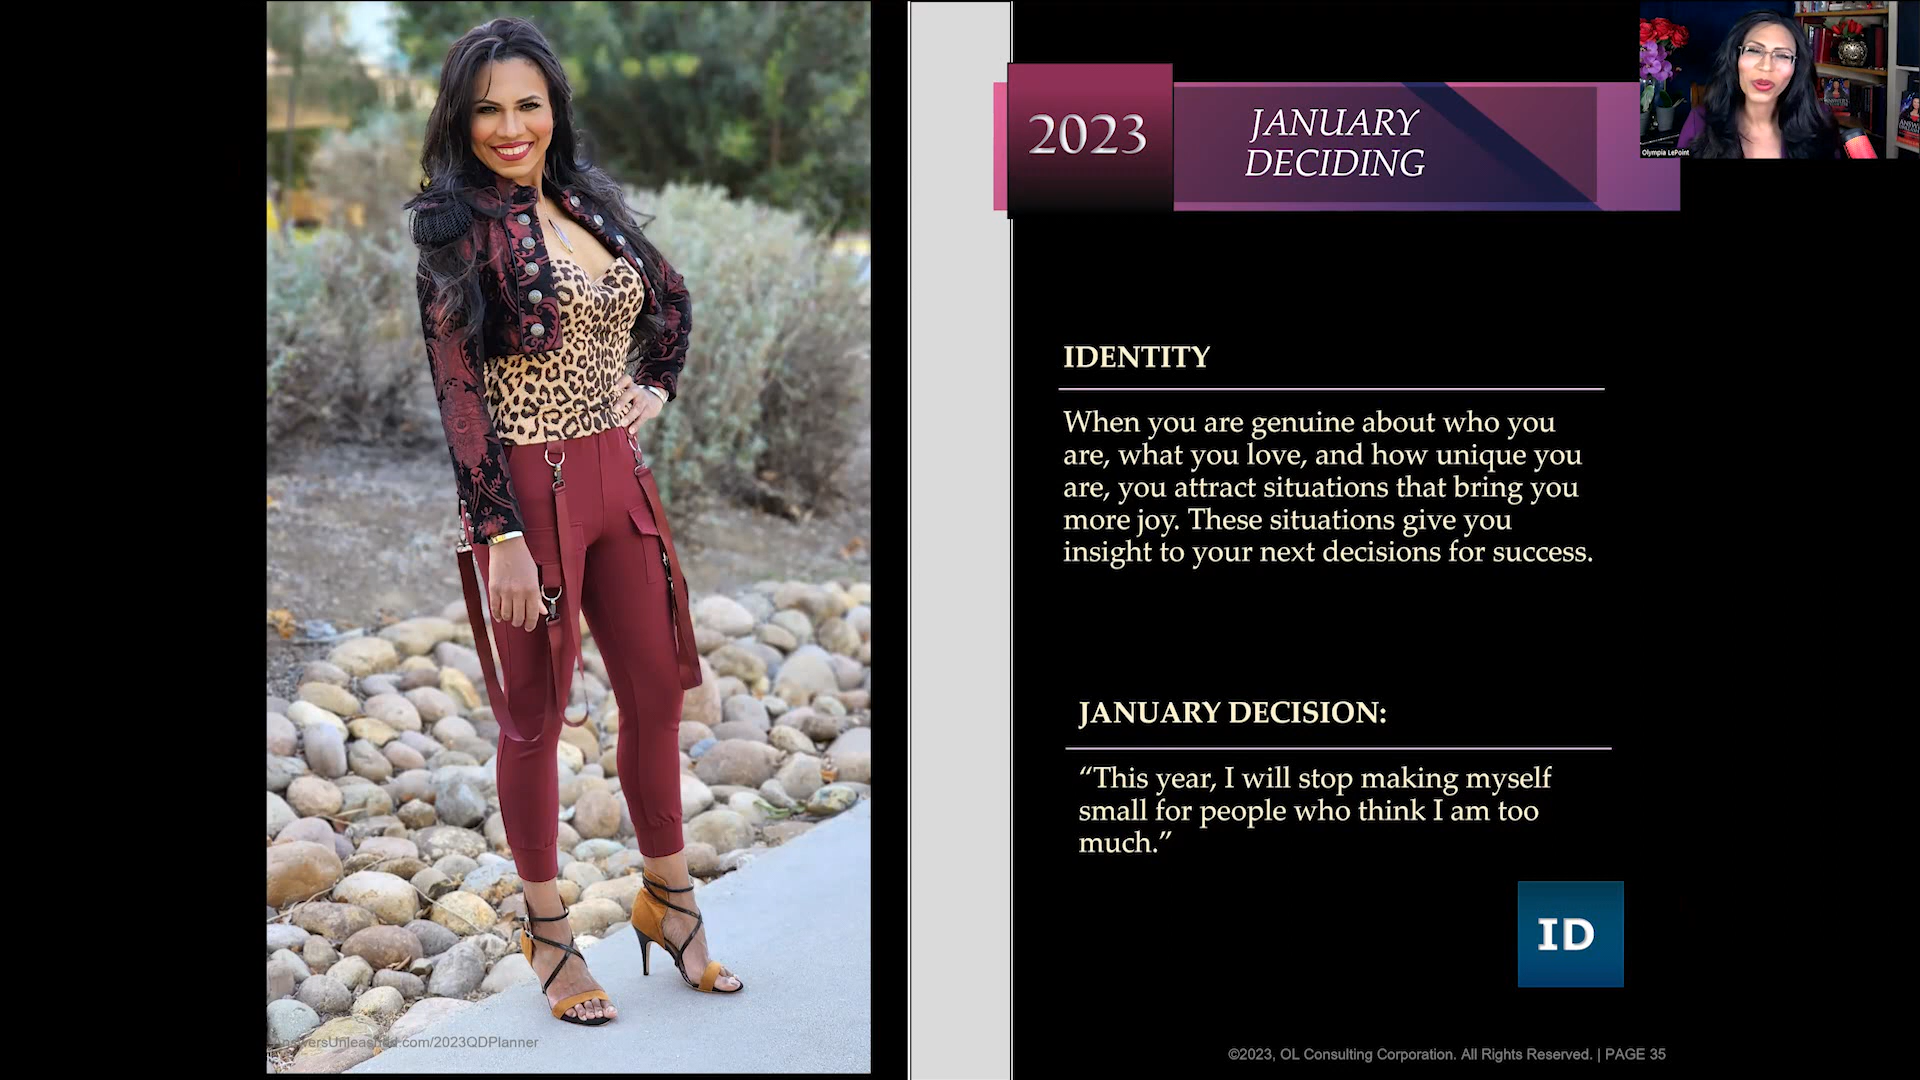 2023
JANUARY
DECIDING
Olympia LePoint
IDENTITY
When you are genuine about who you
are, what you love, and how unique you
are, you attract situations that bring you
more joy. These situations give you
insight to your next decisions for success.
JANUARY DECISION:
“This year, I will stop making myself
small for people who think I am too
much.”
ID
AnswersUnleashed.com/2023QDPlanner
©2023, OL Consulting Corporation. All Rights Reserved. | PAGE 35